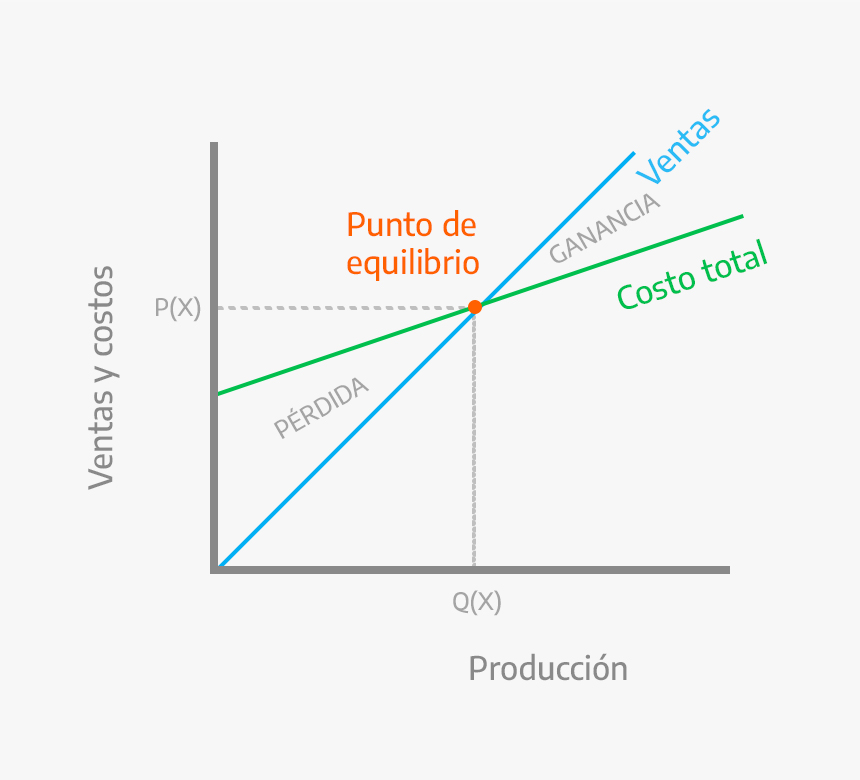 Ventas
GANANCIA
Punto de
equilibrio
Costo total
P(X)
Ventas y costos
PÉRDIDA
Q(X)
Producción